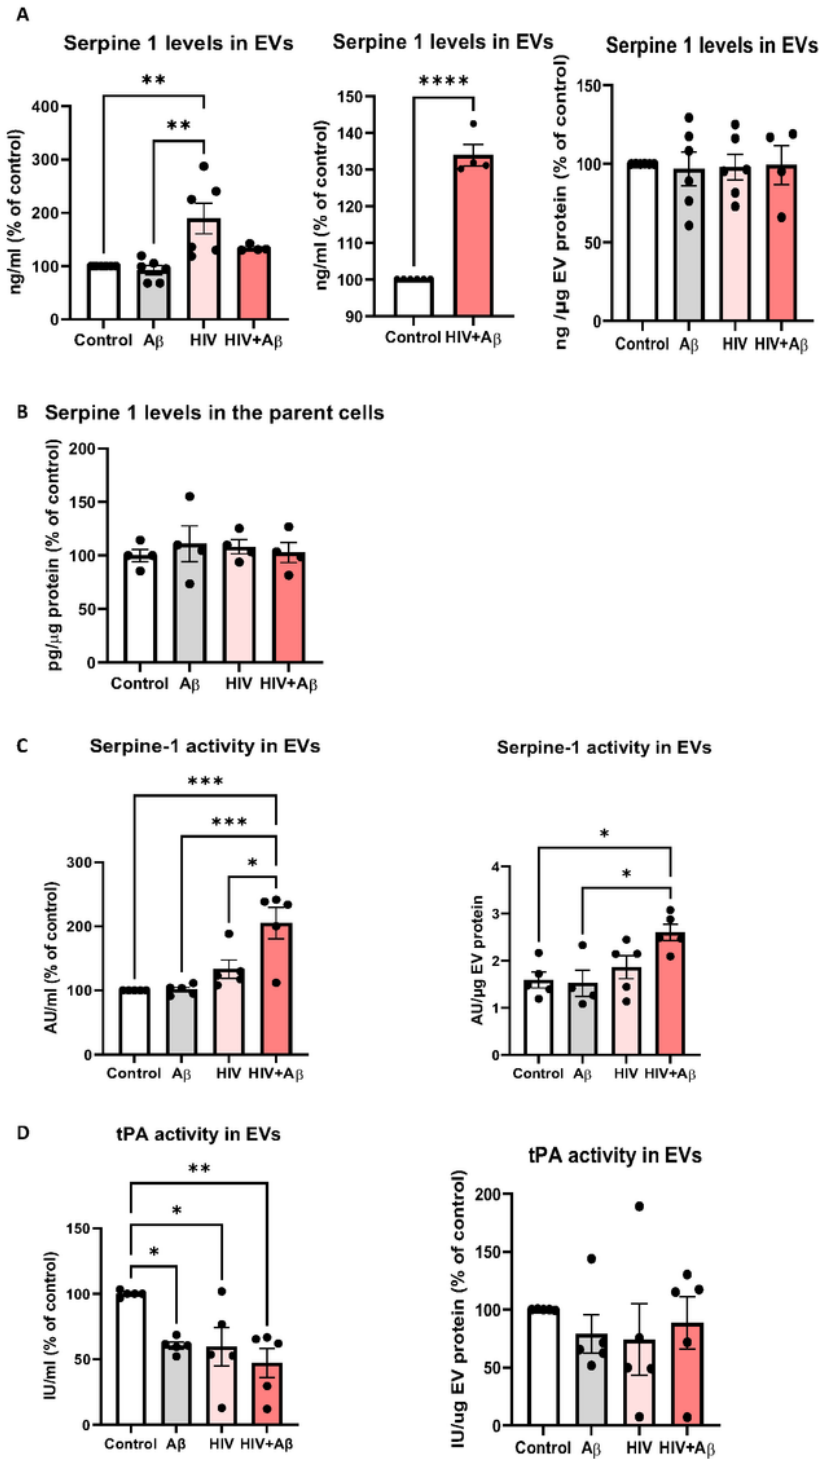 A
Serpine 1 levels in EVs
ng/ml (% of control)
400
300
200
100
0
**
**
Control Aβ HIV HIV+Aβ
Serpine 1 levels in EVs
ng/ml (% of control)
150
140
130
120
110
100
90
****
Control HIV+Aβ
Serpine 1 levels in EVs
ng /µg EV protein (% of control)
150
100
50
0
Control Aβ HIV HIV+Aβ
B Serpine 1 levels in the parent cells
pg/µg protein (% of control)
200
150
100
50
0
Control Aβ HIV HIV+Aβ
C
Serpine-1 activity in EVs
AU/ml (% of control)
300
200
100
0
***
***
*
Control Aβ HIV HIV+Aβ
Serpine-1 activity in EVs
AU/µg EV protein
4
3
2
1
0
*
*
Control Aβ HIV HIV+Aβ
D
tPA activity in EVs
IU/ml (% of control)
150
100
50
0
**
*
*
Control Aβ HIV HIV+Aβ
tPA activity in EVs
IU/ug EV protein (% of control)
200
150
100
50
0
Control Aβ HIV HIV+Aβ